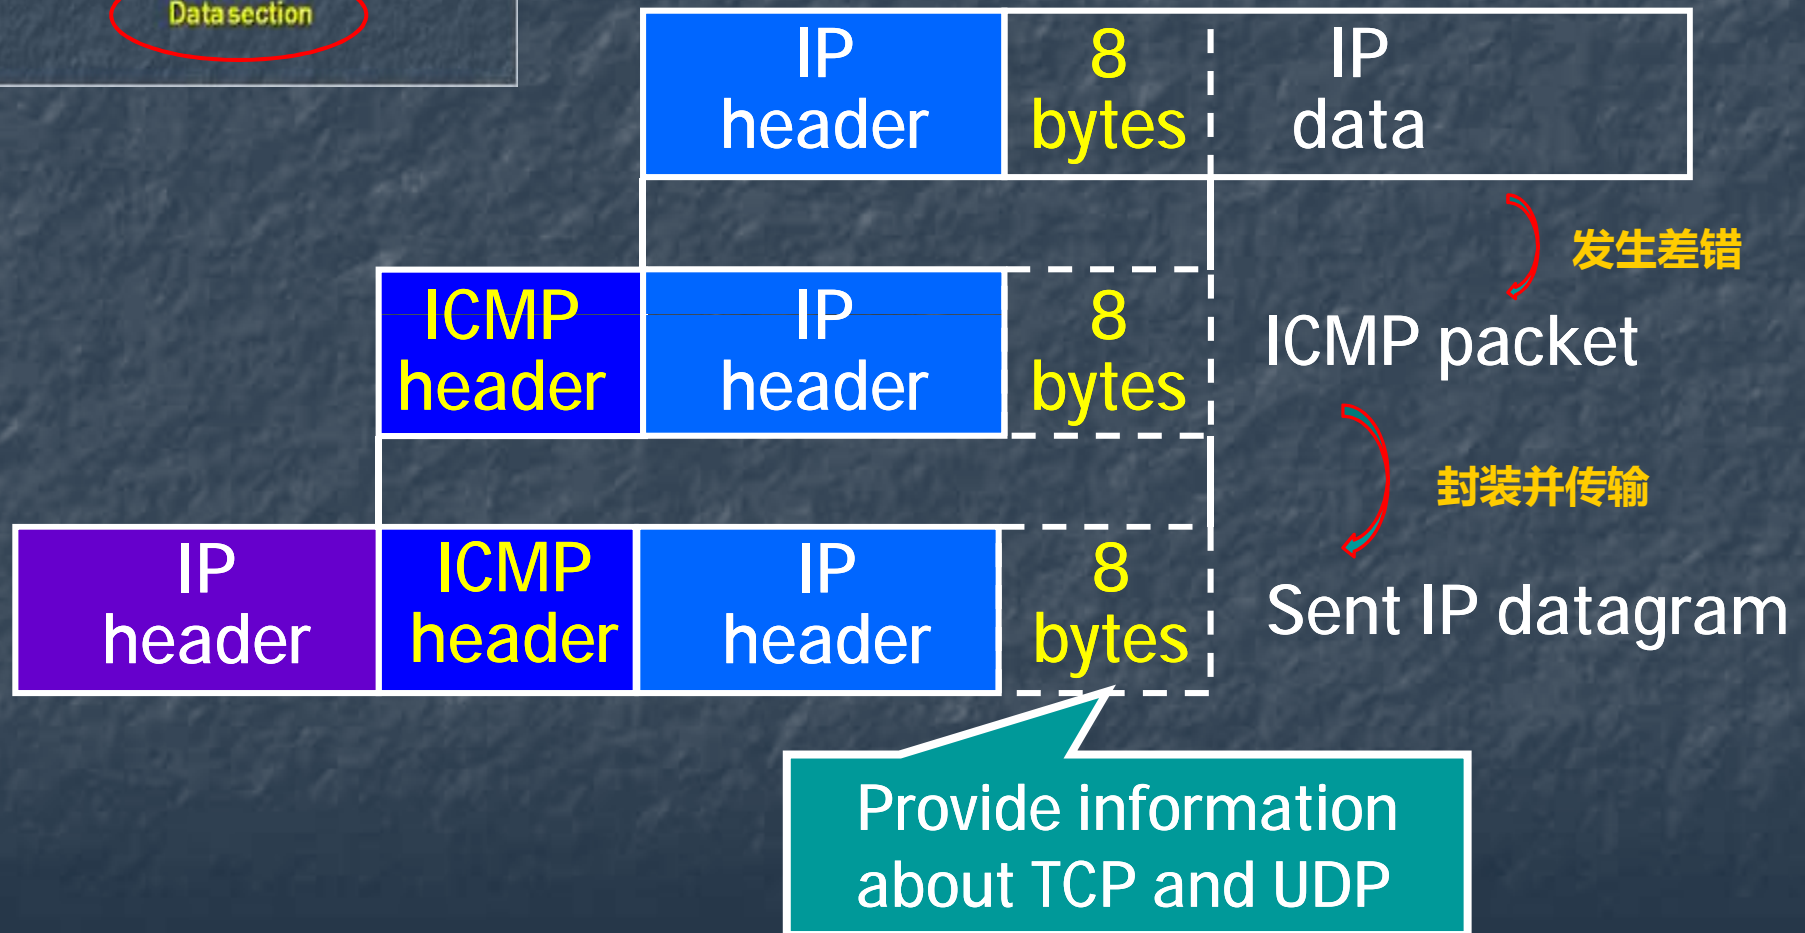 Data section
IP
header
8
bytes
IP
data
发生差错
ICMP
header
IP
header
8
bytes
ICMP packet
封装并传输
IP
header
ICMP
header
IP
header
8
bytes
Sent IP datagram
Provide information
about TCP and UDP